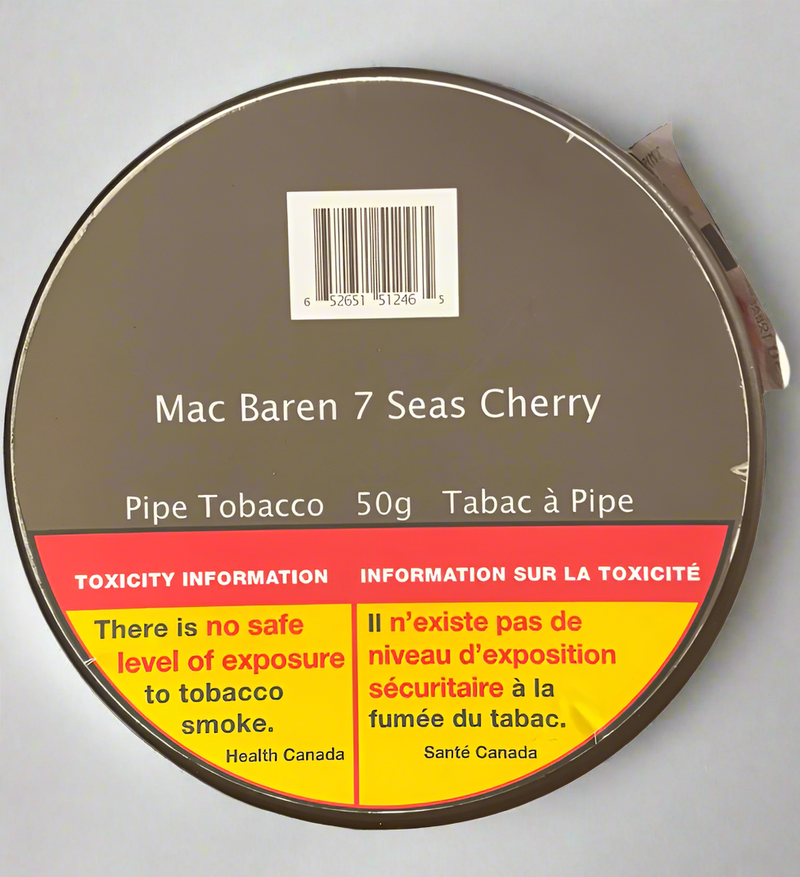 6 52651 51246 5
Mac Baren 7 Seas Cherry
Pipe Tobacco 50g Tabac à Pipe
TOXICITY INFORMATION
There is no safe
level of exposure
to tobacco
smoke.
Health Canada
INFORMATION SUR LA TOXICITÉ
Il n'existe pas de
niveau d'exposition
sécuritaire à la
fumée du tabac.
Santé Canada